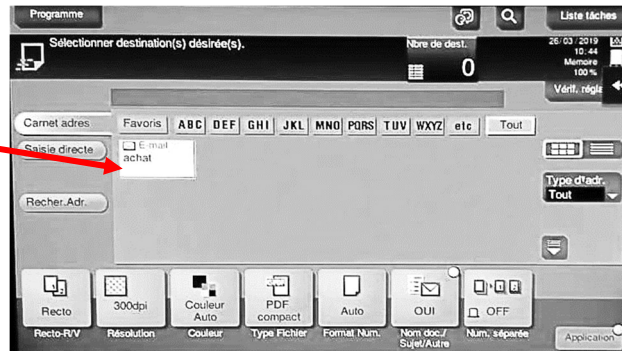 Programme
Liste tâches
Sélectionner destination(s) désirée(s).
Nbre de dest.
0
26/03/2019
10:44
Memoire
100 %
Vérif. régla
Carnet adres
Favoris
ABC DEF GHI JKL MNO PQRS TUV WXYZ etc
Tout
Saisie directe
E-mail
achat
Type d'adr.
Tout
Recher.Adr.
Recto
300dpi
Couleur
Auto
PDF
compact
Auto
OUI
OFF
Recto-R/V
Résolution
Couleur
Type Fichier
Format Num.
Nom doc./
Sujet/Autre
Num. séparée
Application